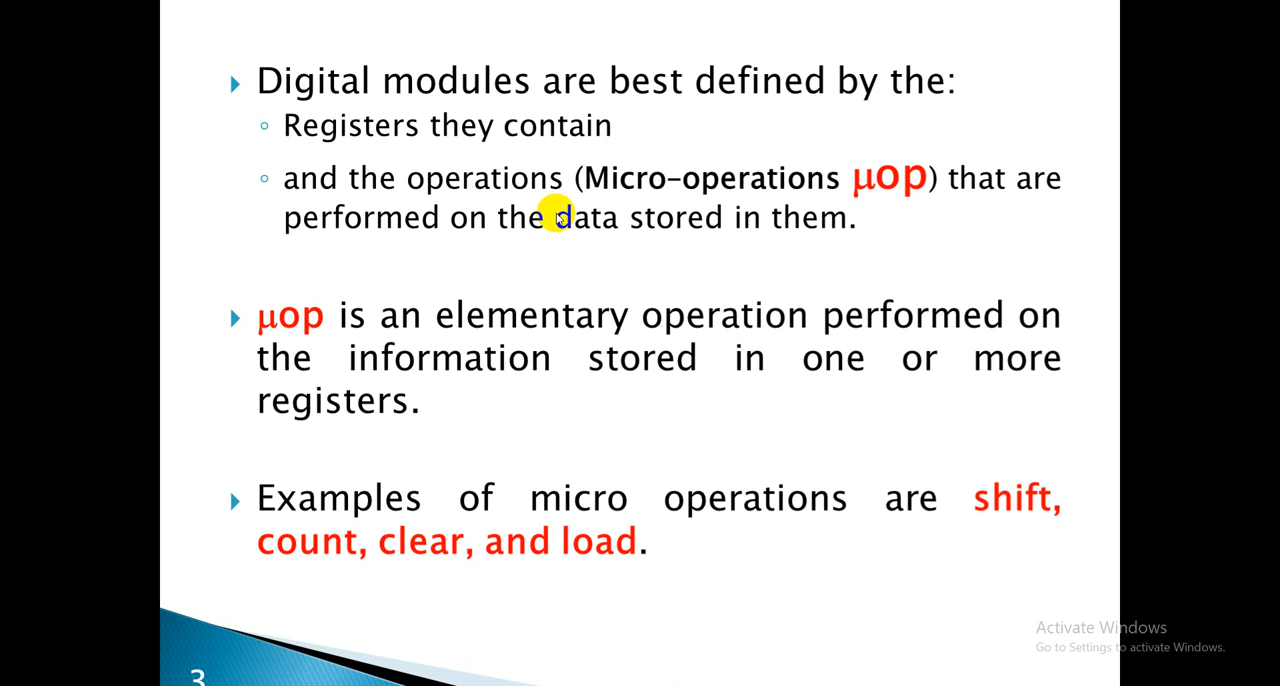 Digital modules are best defined by the:
Registers they contain
and the operations (Micro-operations μop) that are
performed on the data stored in them.
μop is an elementary operation performed on
the information stored in one or more
registers.
Examples of micro operations are shift,
count, clear, and load.
Activate Windows
Go to Settings to activate Windows.
3